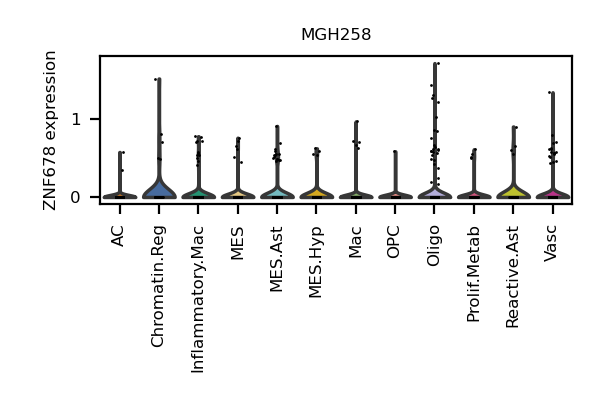 MGH258
ZNF678 expression
1
0
AC
Chromatin.Reg
Inflammatory.Mac
MES
MES.Ast
MES.Hyp
Mac
OPC
Oligo
Prolif.Metab
Reactive.Ast
Vasc